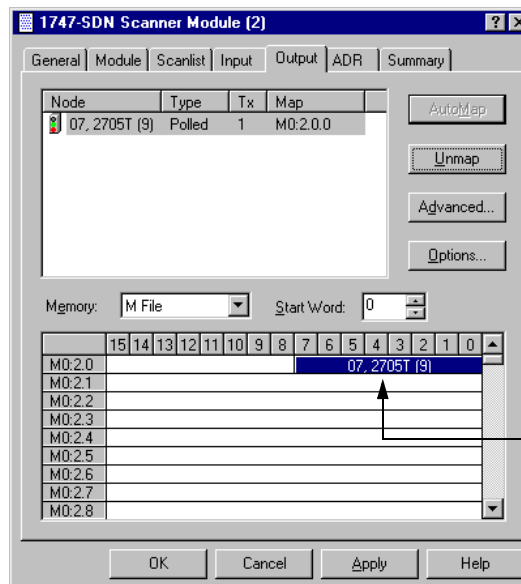 1747-SDN Scanner Module (2)
General Module Scanlist Input Output ADR Summary
Node Type Tx Map
07, 2705T (9) Polled 1 M0:2.0.0
AutoMap
Unmap
Advanced...
Options...
Memory: M File Start Word: 0
15 14 13 12 11 10 9 8 7 6 5 4 3 2 1 0
M0:2.0 07, 2705T (9)
M0:2.1
M0:2.2
M0:2.3
M0:2.4
M0:2.5
M0:2.6
M0:2.7
M0:2.8
OK Cancel Apply Help